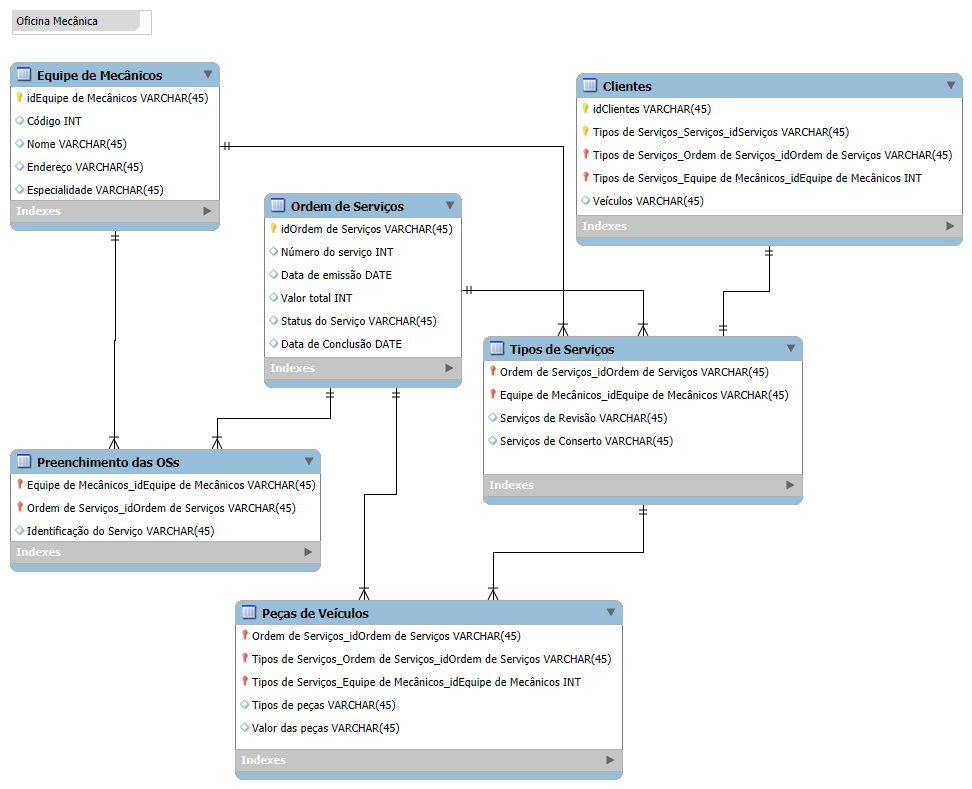 Oficina Mecânica
Equipe de Mecânicos
idEquipe de Mecânicos VARCHAR(45)
Código INT
Nome VARCHAR(45)
Endereço VARCHAR(45)
Especialidade VARCHAR(45)
Indexes
Clientes
idClientes VARCHAR(45)
Tipos de Serviços_Serviços_idServiços VARCHAR(45)
Tipos de Serviços_Ordem de Serviços_idOrdem de Serviços VARCHAR(45)
Tipos de Serviços_Equipe de Mecânicos_idEquipe de Mecânicos INT
Veículos VARCHAR(45)
Indexes
Ordem de Serviços
idOrdem de Serviços VARCHAR(45)
Número do serviço INT
Data de emissão DATE
Valor total INT
Status do Serviço VARCHAR(45)
Data de Conclusão DATE
Indexes
Tipos de Serviços
Ordem de Serviços_idOrdem de Serviços VARCHAR(45)
Equipe de Mecânicos_idEquipe de Mecânicos VARCHAR(45)
Serviços de Revisão VARCHAR(45)
Serviços de Conserto VARCHAR(45)
Indexes
Preenchimento das OSs
Equipe de Mecânicos_idEquipe de Mecânicos VARCHAR(45)
Ordem de Serviços_idOrdem de Serviços VARCHAR(45)
Identificação do Serviço VARCHAR(45)
Indexes
Peças de Veículos
Ordem de Serviços_idOrdem de Serviços VARCHAR(45)
Tipos de Serviços_Ordem de Serviços_idOrdem de Serviços VARCHAR(45)
Tipos de Serviços_Equipe de Mecânicos_idEquipe de Mecânicos INT
Tipos de peças VARCHAR(45)
Valor das peças VARCHAR(45)
Indexes